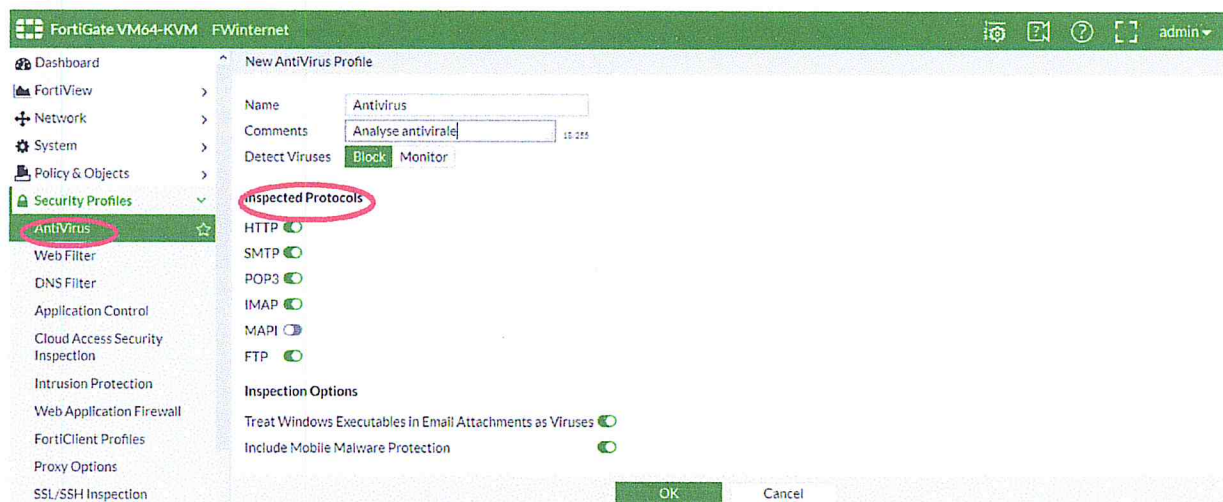 FortiGate VM64-KVM FWinternet
admin
Dashboard
FortiView
Network
System
Policy & Objects
Security Profiles
AntiVirus
Web Filter
DNS Filter
Application Control
Cloud Access Security
Inspection
Intrusion Protection
Web Application Firewall
FortiClient Profiles
Proxy Options
SSL/SSH Inspection
New AntiVirus Profile
Name Antivirus
Comments Analyse antivirale
Detect Viruses Block Monitor
Inspected Protocols
HTTP
SMTP
POP3
IMAP
MAPI
FTP
Inspection Options
Treat Windows Executables in Email Attachments as Viruses
Include Mobile Malware Protection
OK Cancel